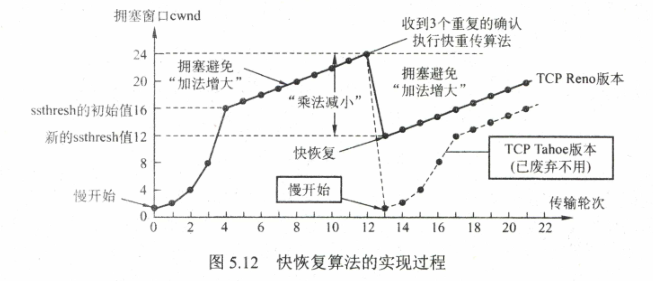 拥塞窗口cwnd
收到3个重复的确认
执行快重传算法
24
20
拥塞避免
“加法增大”
拥塞避免
“加法增大”
TCP Reno版本
ssthresh的初始值16
“乘法减小”
新的ssthresh值12
快恢复
TCP Tahoe版本
(已废弃不用)
8
慢开始
4
慢开始
传输轮次
0
0 2 4 6 8 10 12 14 16 18 20 22
图 5.12 快恢复算法的实现过程